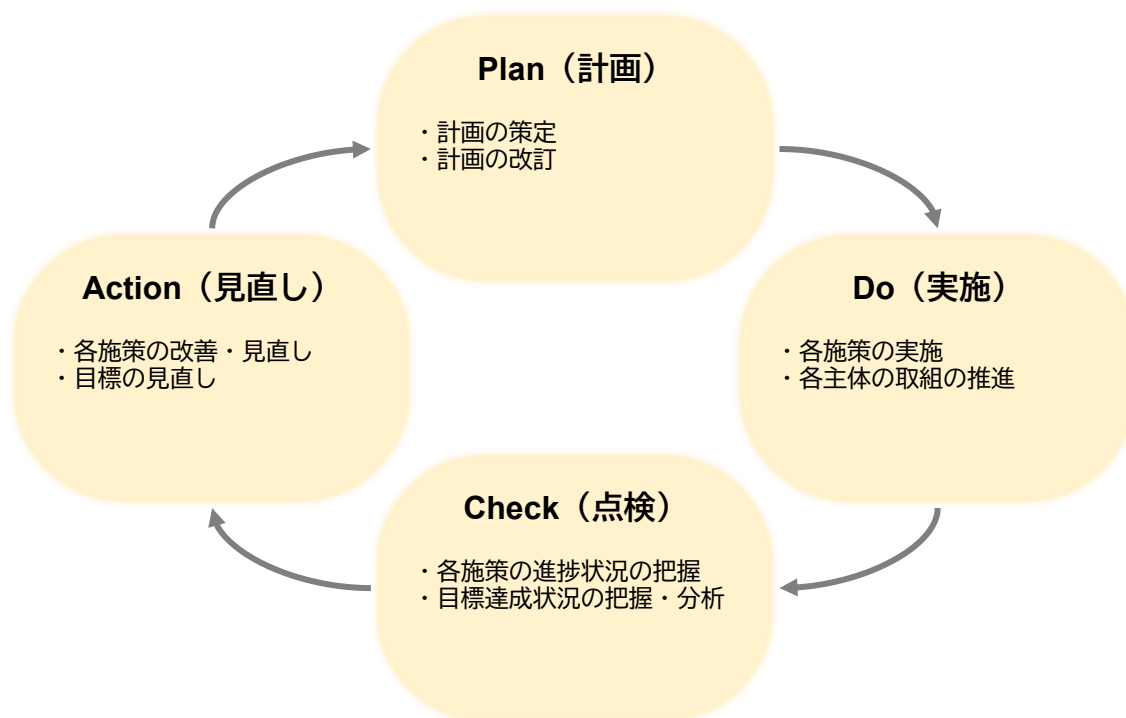 Plan（計画）
・計画の策定
・計画の改訂
Action（見直し）
・各施策の改善・見直し
・目標の見直し
Do（実施）
・各施策の実施
・各主体の取組の推進
Check（点検）
・各施策の進捗状況の把握
・目標達成状況の把握・分析